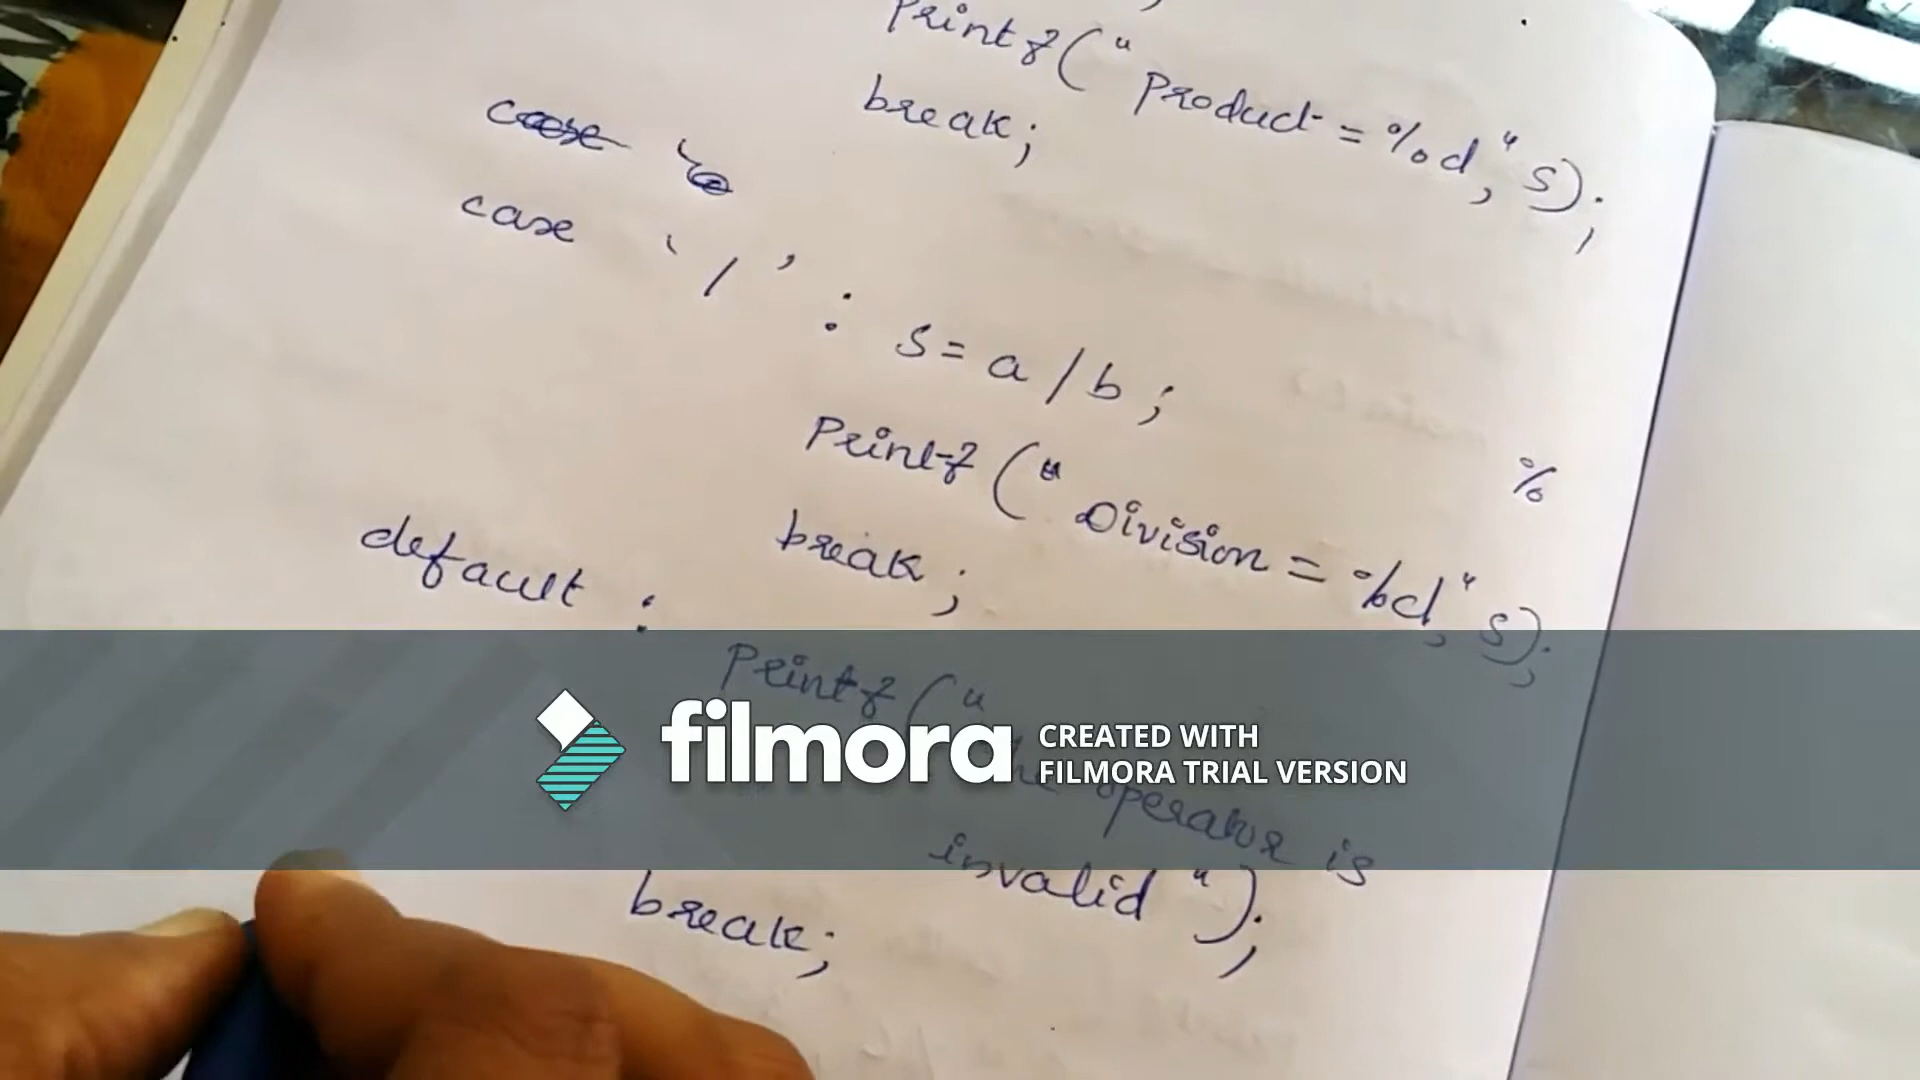 printf(" Product = %d," s);
break;
case
case ' / ' : s = a / b ;
%
Printf (" Division = %d," s);
break ;
default :
Printf ("
the operator is
invalid ");
break;
filmora CREATED WITH
FILMORA TRIAL VERSION